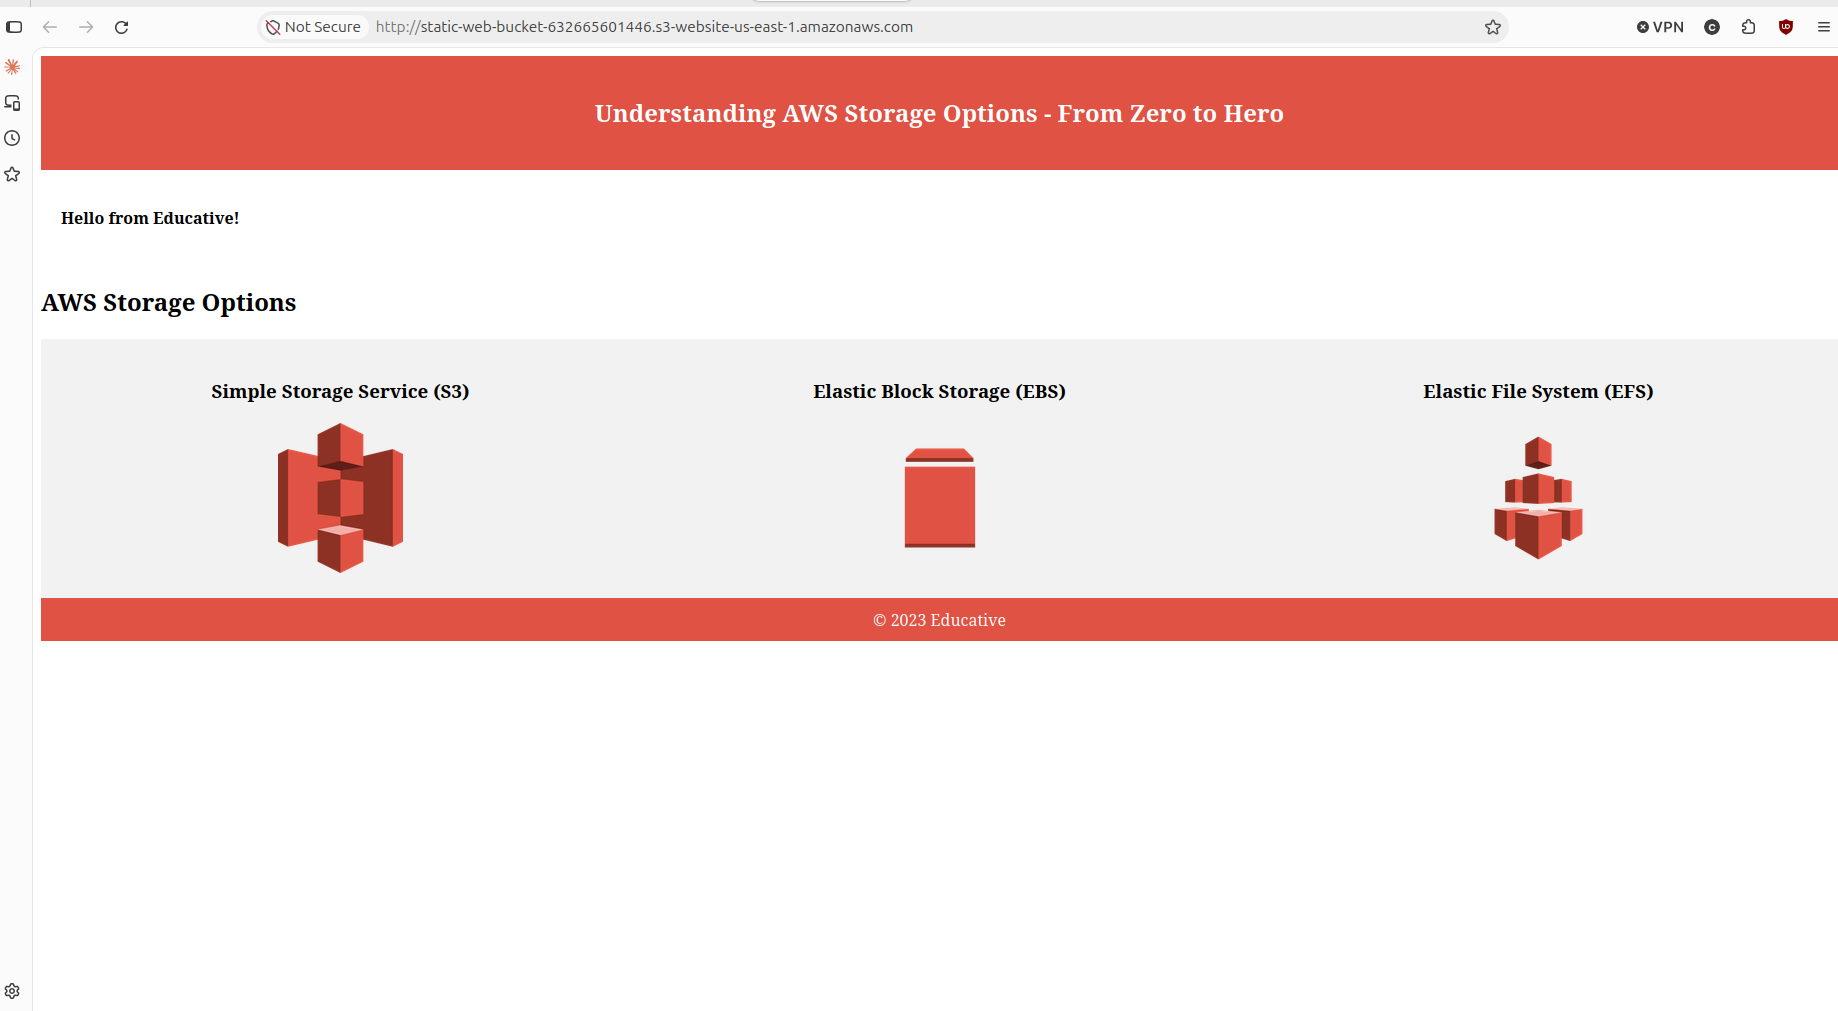 Not Secure http://static-web-bucket-632665601446.s3-website-us-east-1.amazonaws.com VPN C
Understanding AWS Storage Options - From Zero to Hero
Hello from Educative!
AWS Storage Options
Simple Storage Service (S3) Elastic Block Storage (EBS) Elastic File System (EFS)
© 2023 Educative